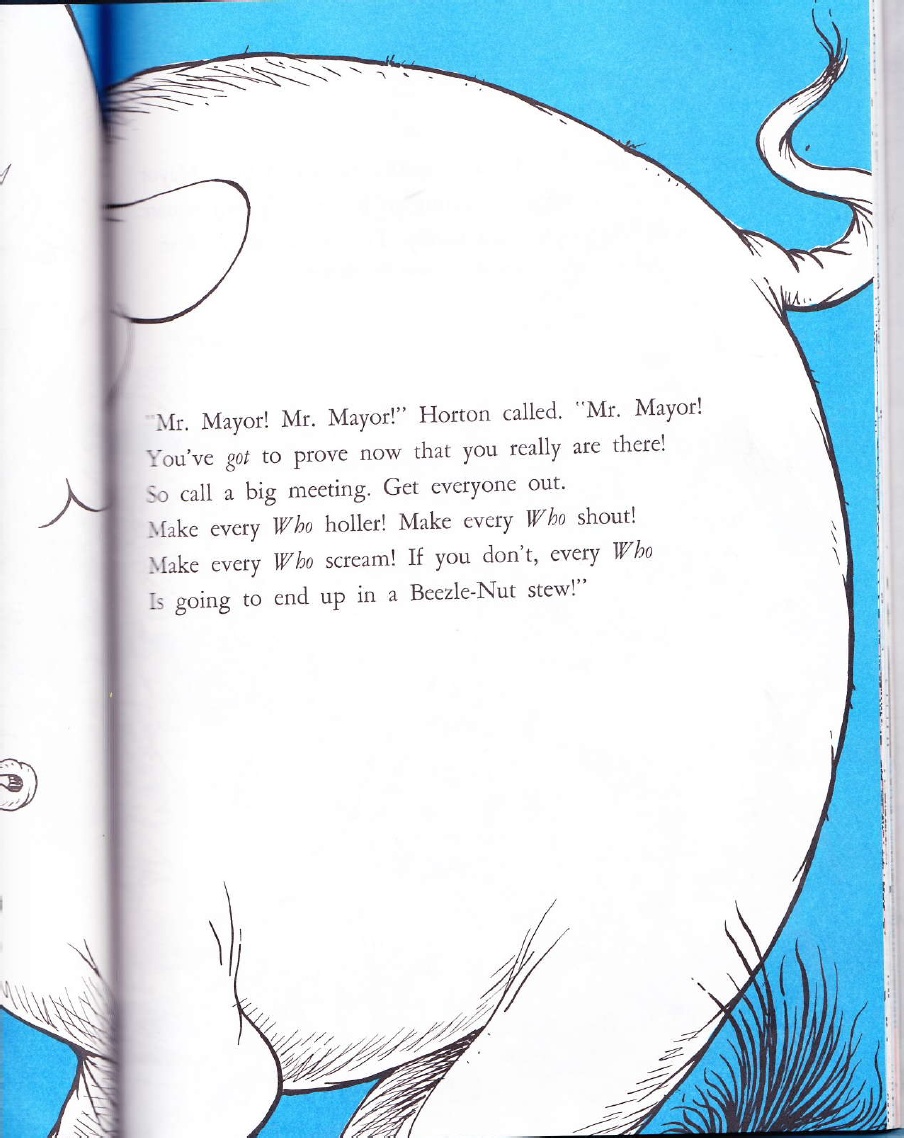 "Mr. Mayor! Mr. Mayor!" Horton called. "Mr. Mayor!
You've got to prove now that you really are there!
So call a big meeting. Get everyone out.
Make every Who holler! Make every Who shout!
Make every Who scream! If you don't, every Who
Is going to end up in a Beezle-Nut stew!"